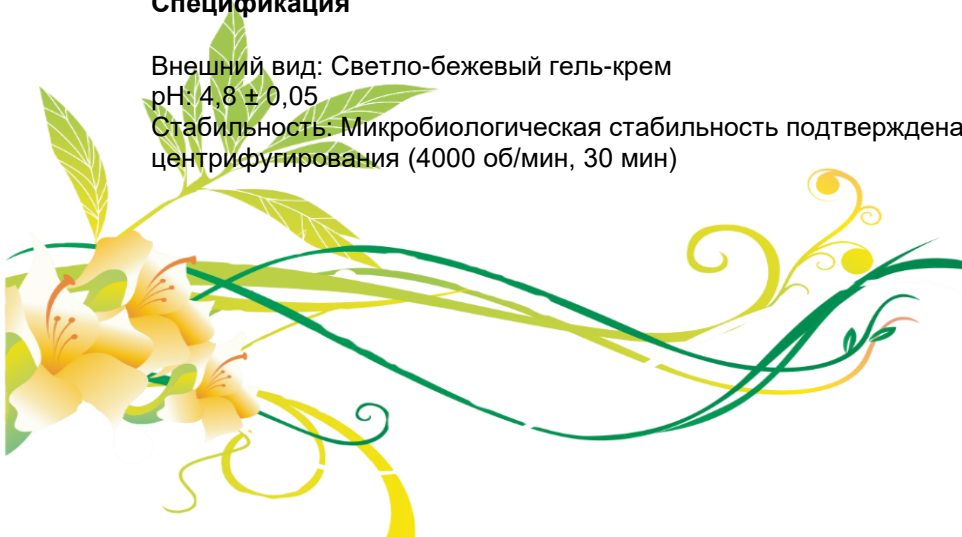 Спецификация
Внешний вид: Светло-бежевый гель-крем
pH: 4,8 ± 0,05
Стабильность: Микробиологическая стабильность подтверждена
центрифугирования (4000 об/мин, 30 мин)